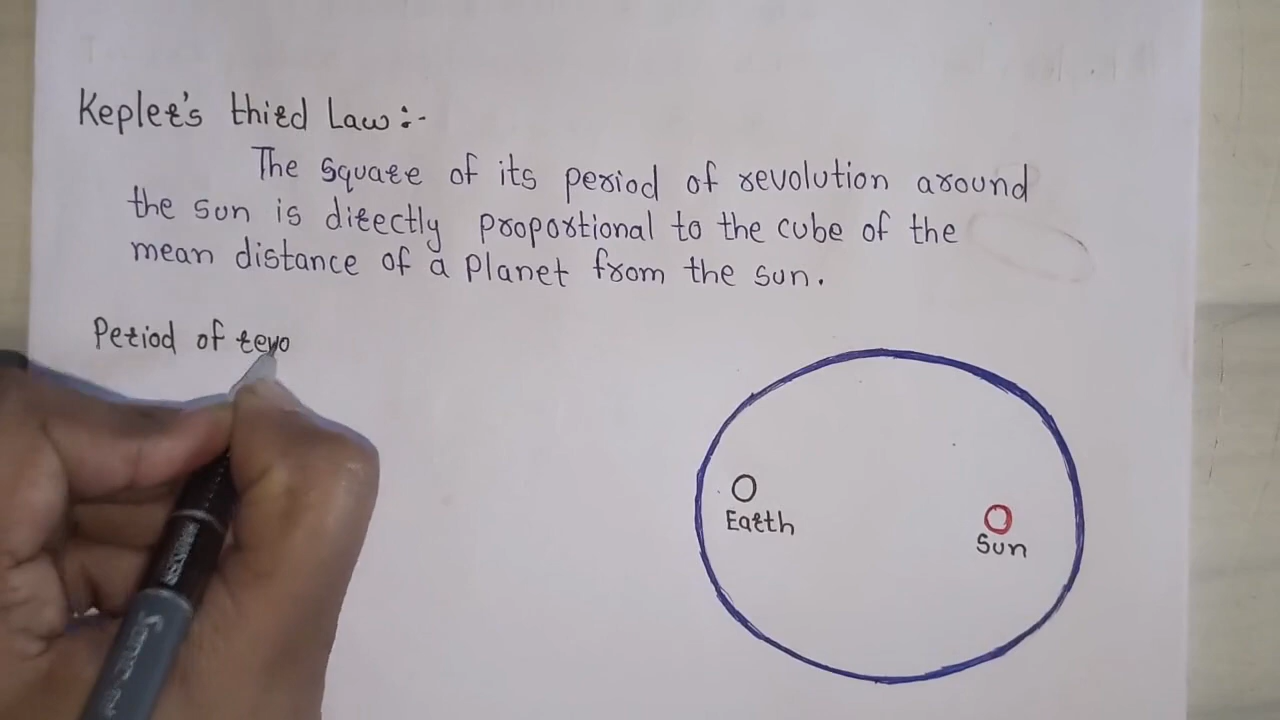 Kepler's third Law :-
The square of its period of revolution around
the sun is directly proportional to the cube of the
mean distance of a planet from the sun.
Period of revo
Earth
Sun